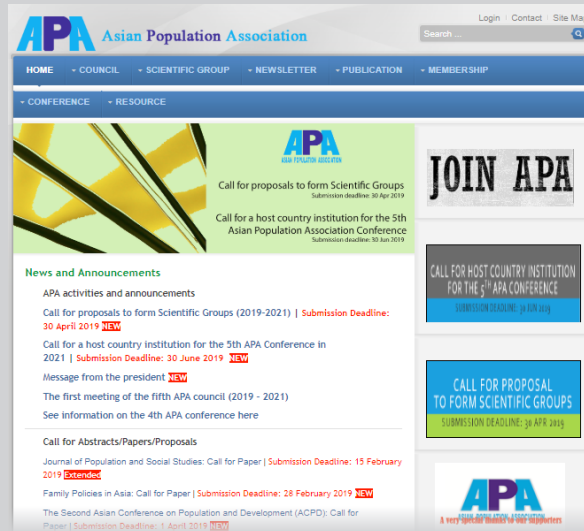 Login Contact Site Map
APA Asian Population Association
Search ...
HOME COUNCIL SCIENTIFIC GROUP NEWSLETTER PUBLICATION MEMBERSHIP
CONFERENCE RESOURCE
APA
ASIAN POPULATION ASSOCIATION
Call for proposals to form Scientific Groups
Submission deadline: 30 Apr 2019
Call for a host country institution for the 5th
Asian Population Association Conference
Submission deadline: 30 Jun 2019
JOIN APA
CALL FOR HOST COUNTRY INSTITUTION
FOR THE 5TH APA CONFERENCE
SUBMISSION DEADLINE: 30 JUN 2019
CALL FOR PROPOSAL
TO FORM SCIENTIFIC GROUPS
SUBMISSION DEADLINE: 30 APR 2019
APA
ASIAN POPULATION ASSOCIATION
A very special thanks to our supporters
News and Announcements
APA activities and announcements
Call for proposals to form Scientific Groups (2019-2021) | Submission Deadline:
30 April 2019 NEW
Call for a host country institution for the 5th APA Conference in
2021 | Submission Deadline: 30 June 2019 NEW
Message from the president NEW
The first meeting of the fifth APA council (2019 - 2021)
See information on the 4th APA conference here
Call for Abstracts/Papers/Proposals
Journal of Population and Social Studies: Call for Paper | Submission Deadline: 15 February
2019 Extended
Family Policies in Asia: Call for Paper | Submission Deadline: 28 February 2019 NEW
The Second Asian Conference on Population and Development (ACPD): Call for
Paper | Submission Deadline: 1 April 2019 NEW